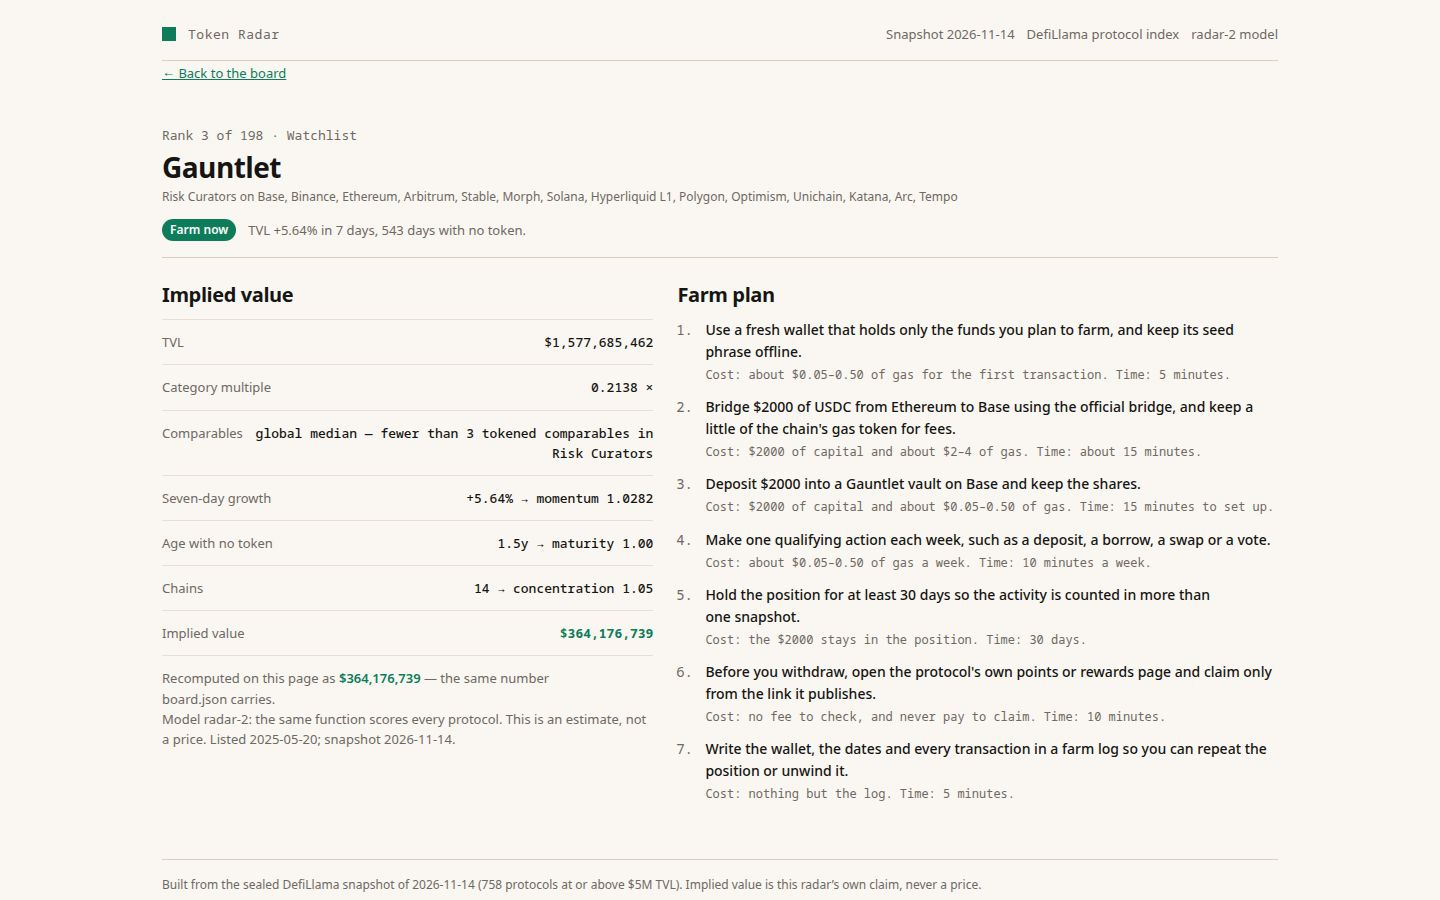 Token Radar
Snapshot 2026-11-14 DefiLlama protocol index radar-2 model
← Back to the board
Rank 3 of 198 · Watchlist
Gauntlet
Risk Curators on Base, Binance, Ethereum, Arbitrum, Stable, Morph, Solana, Hyperliquid L1, Polygon, Optimism, Unichain, Katana, Arc, Tempo
Farm now TVL +5.64% in 7 days, 543 days with no token.
Implied value
TVL $1,577,685,462
Category multiple 0.2138 ×
Comparables global median — fewer than 3 tokened comparables in
Risk Curators
Seven-day growth +5.64% → momentum 1.0282
Age with no token 1.5y → maturity 1.00
Chains 14 → concentration 1.05
Implied value $364,176,739
Recomputed on this page as $364,176,739 — the same number
board.json carries.
Model radar-2: the same function scores every protocol. This is an estimate, not
a price. Listed 2025-05-20; snapshot 2026-11-14.
Farm plan
1. Use a fresh wallet that holds only the funds you plan to farm, and keep its seed
phrase offline.
Cost: about $0.05–0.50 of gas for the first transaction. Time: 5 minutes.
2. Bridge $2000 of USDC from Ethereum to Base using the official bridge, and keep a
little of the chain's gas token for fees.
Cost: $2000 of capital and about $2–4 of gas. Time: about 15 minutes.
3. Deposit $2000 into a Gauntlet vault on Base and keep the shares.
Cost: $2000 of capital and about $0.05–0.50 of gas. Time: 15 minutes to set up.
4. Make one qualifying action each week, such as a deposit, a borrow, a swap or a vote.
Cost: about $0.05–0.50 of gas a week. Time: 10 minutes a week.
5. Hold the position for at least 30 days so the activity is counted in more than
one snapshot.
Cost: the $2000 stays in the position. Time: 30 days.
6. Before you withdraw, open the protocol's own points or rewards page and claim only
from the link it publishes.
Cost: no fee to check, and never pay to claim. Time: 10 minutes.
7. Write the wallet, the dates and every transaction in a farm log so you can repeat the
position or unwind it.
Cost: nothing but the log. Time: 5 minutes.
Built from the sealed DefiLlama snapshot of 2026-11-14 (758 protocols at or above $5M TVL). Implied value is this radar’s own claim, never a price.